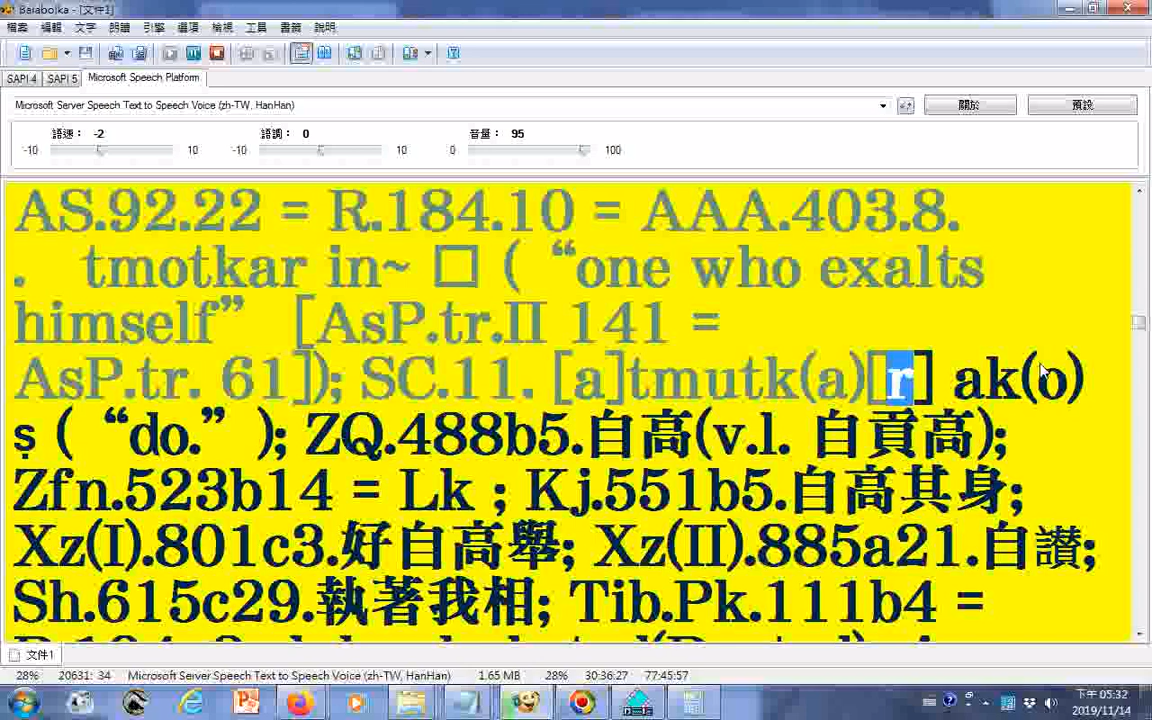 Balabolka - [文件1]
檔案 編輯 文字 朗讀 引擎 選項 檢視 工具 書籤 說明
SAPI 4 SAPI 5 Microsoft Speech Platform
Microsoft Server Speech Text to Speech Voice (zh-TW, HanHan) 關於 預設
語速： -2 語調： 0 音量： 95
-10 10 -10 10 0 100
AS.92.22 = R.184.10 = AAA.403.8.
. tmotkar in~ □ ( “one who exalts
himself” [AsP.tr.II 141 =
AsP.tr. 61]); SC.11. [a]tmutk(a)[r] ak(o)
ṣ ( “do.” ); ZQ.488b5.自高(v.l. 自貢高);
Zfn.523b14 = Lk ; Kj.551b5.自高其身;
Xz(I).801c3.好自高舉; Xz(II).885a21.自讃;
Sh.615c29.執著我相; Tib.Pk.111b4 =
文件1
28% 20631: 34 Microsoft Server Speech Text to Speech Voice (zh-TW, HanHan) 1.65 MB 28% 30:36:27 77:45:57
下午 05:32
2019/11/14